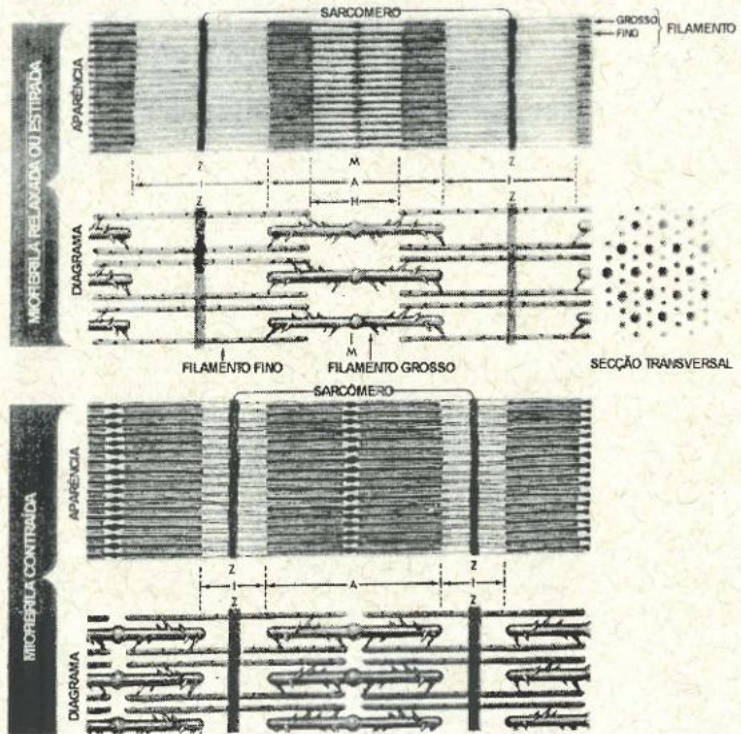 SARCOMERO
GROSSO
FINO
FILAMENTO
MIOFIBRILA RELAXADA OU ESTIRADA
APARÊNCIA
Z M Z
I A I
Z H Z
DIAGRAMA
M
FILAMENTO FINO
FILAMENTO GROSSO
SECÇÃO TRANSVERSAL
SARCÔMERO
MIOFIBRILA CONTRAÍDA
APARÊNCIA
Z Z
I A I
Z Z
DIAGRAMA